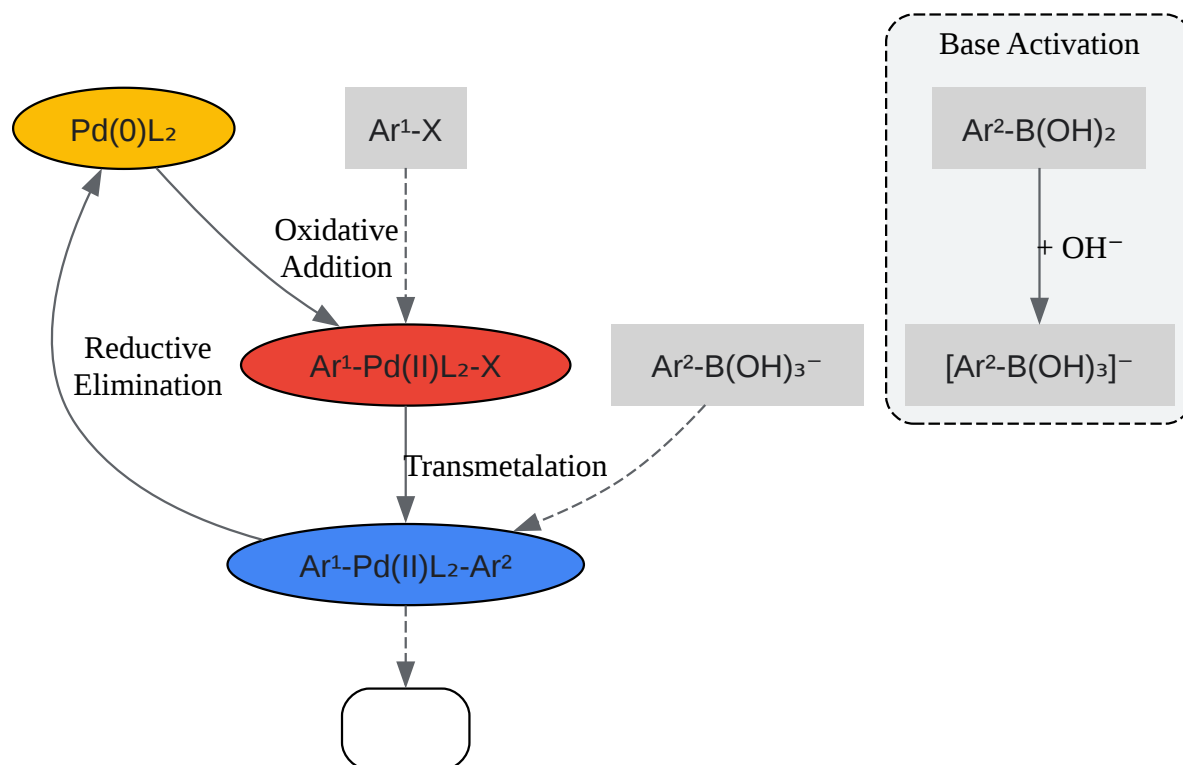 Base Activation
Pd(0)L₂
Ar¹-X
Ar²-B(OH)₂
Oxidative
Addition
+ OH⁻
Reductive
Elimination
Ar¹-Pd(II)L₂-X
Ar²-B(OH)₃⁻
[Ar²-B(OH)₃]⁻
Transmetalation
Ar¹-Pd(II)L₂-Ar²